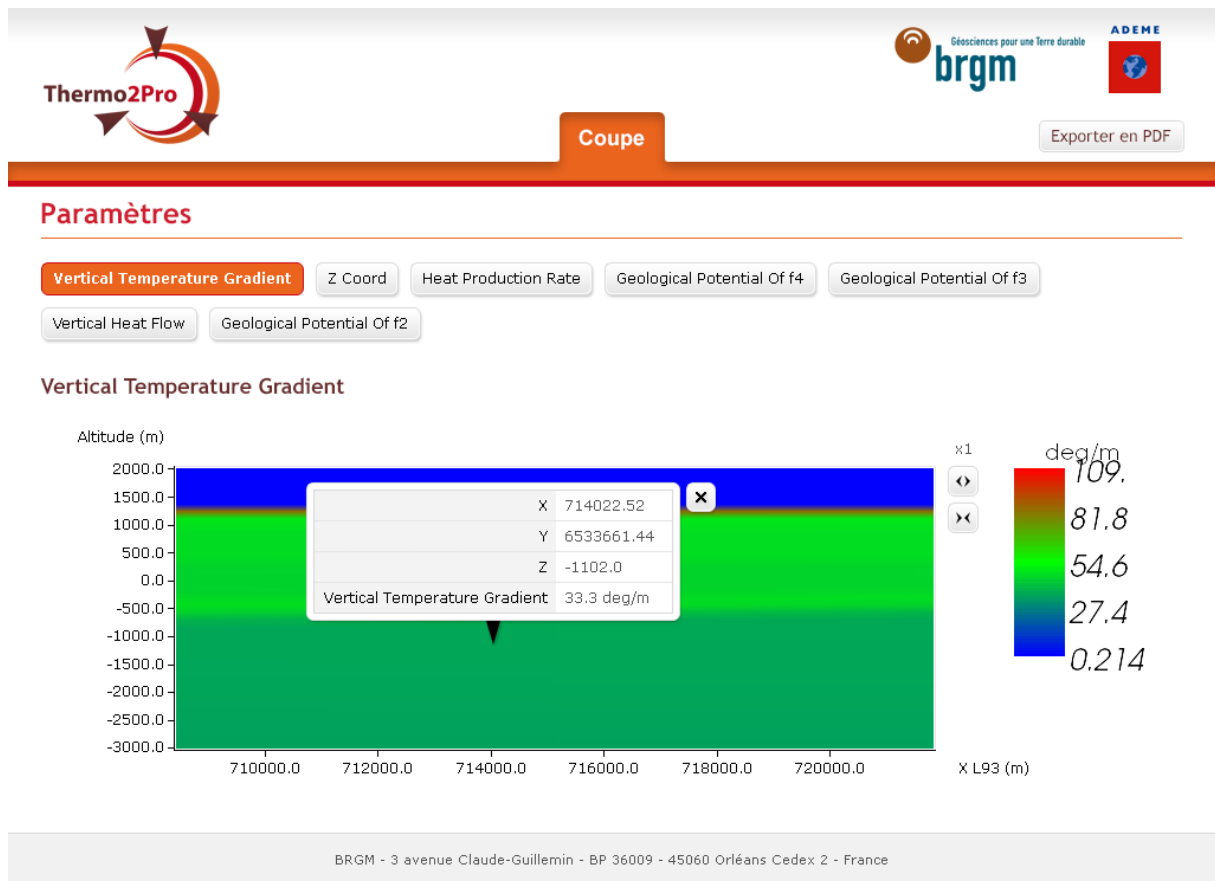 Thermo2Pro
Géosciences pour une Terre durable
brgm
ADEME
Coupe
Exporter en PDF
Paramètres
Vertical Temperature Gradient
Z Coord
Heat Production Rate
Geological Potential Of f4
Geological Potential Of f3
Vertical Heat Flow
Geological Potential Of f2
Vertical Temperature Gradient
Altitude (m)
2000.0
1500.0
1000.0
500.0
0.0
-500.0
-1000.0
-1500.0
-2000.0
-2500.0
-3000.0
X 714022.52
Y 6533661.44
Z -1102.0
Vertical Temperature Gradient 33.3 deg/m
x1
deg/m
109.
81.8
54.6
27.4
0.214
710000.0 712000.0 714000.0 716000.0 718000.0 720000.0 X L93 (m)
BRGM - 3 avenue Claude-Guillemin - BP 36009 - 45060 Orléans Cedex 2 - France